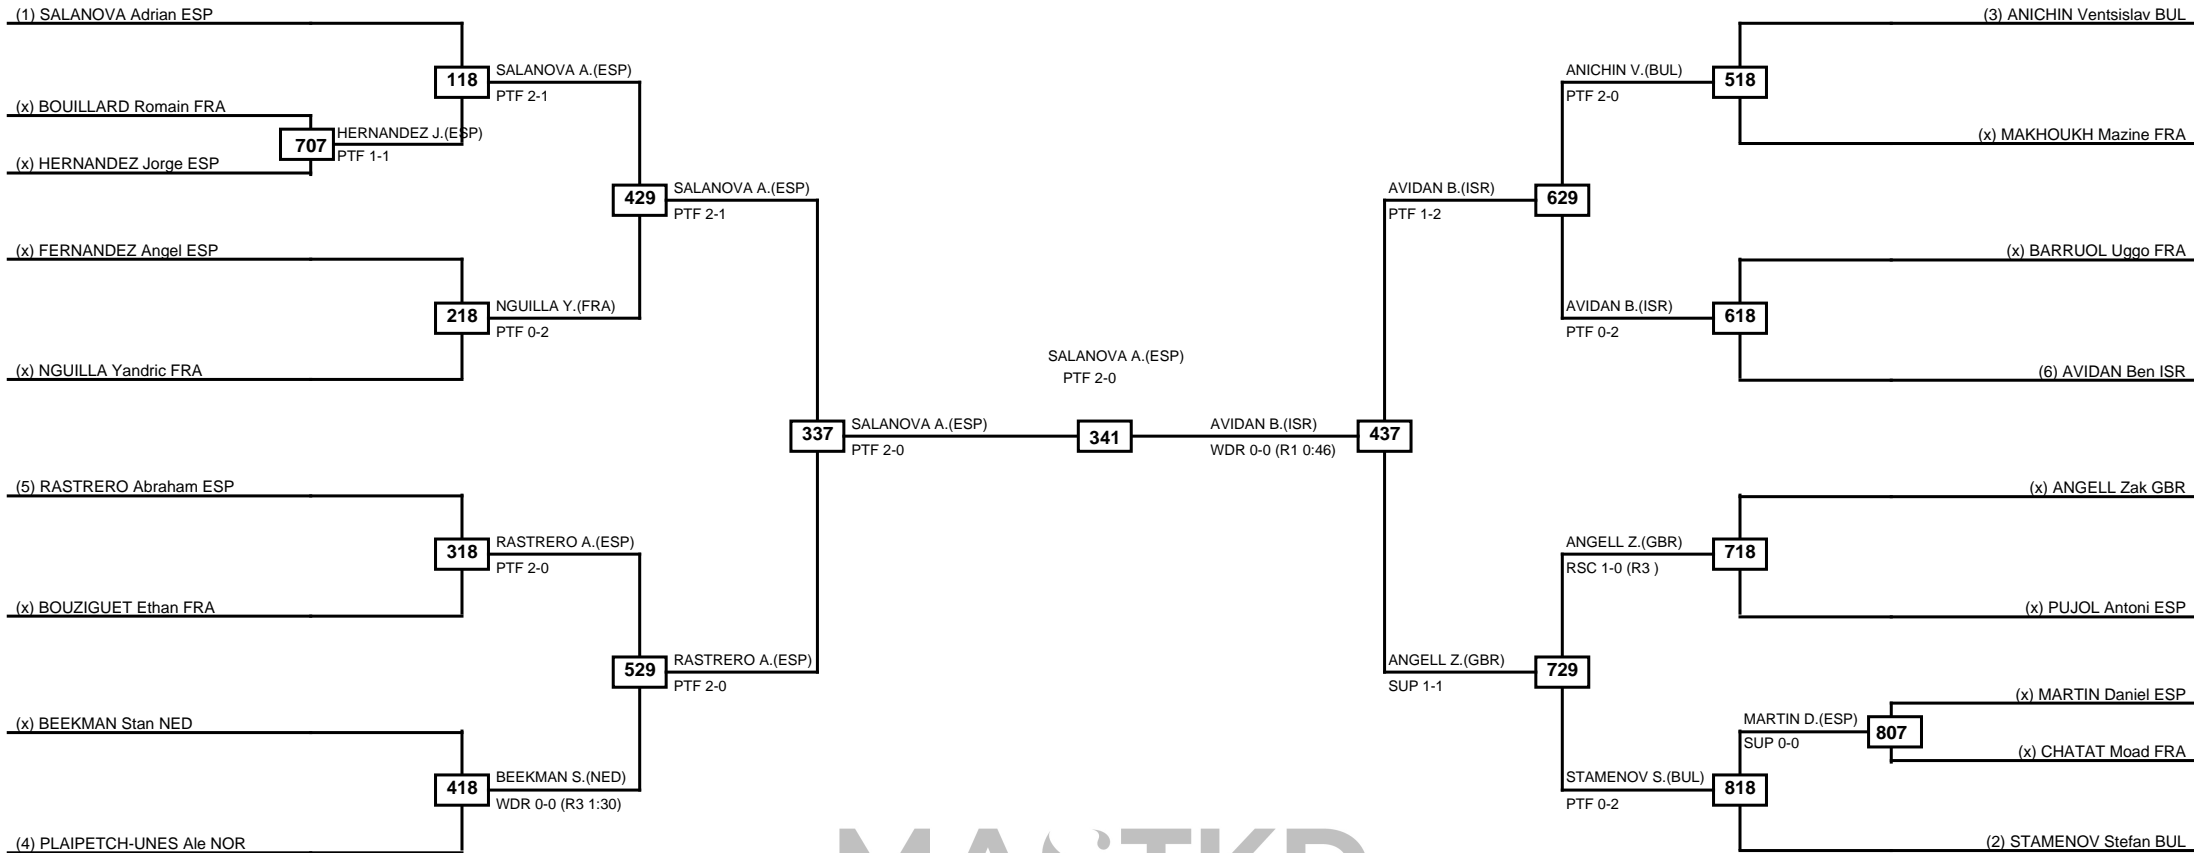 (1) SALANOVA Adrian ESP
(x) BOUILLARD Romain FRA
(x) HERNANDEZ Jorge ESP
(x) FERNANDEZ Angel ESP
(x) NGUILLA Yandric FRA
(5) RASTRERO Abraham ESP
(x) BOUZIGUET Ethan FRA
(x) BEEKMAN Stan NED
(4) PLAIPETCH-UNES Ale NOR
707
HERNANDEZ J.(ESP)
PTF 1-1
118
SALANOVA A.(ESP)
PTF 2-1
218
NGUILLA Y.(FRA)
PTF 0-2
318
RASTRERO A.(ESP)
PTF 2-0
418
BEEKMAN S.(NED)
WDR 0-0 (R3 1:30)
429
SALANOVA A.(ESP)
PTF 2-1
529
RASTRERO A.(ESP)
PTF 2-0
337
SALANOVA A.(ESP)
PTF 2-0
SALANOVA A.(ESP)
PTF 2-0
341
AVIDAN B.(ISR)
WDR 0-0 (R1 0:46)
437
AVIDAN B.(ISR)
PTF 1-2
629
ANGELL Z.(GBR)
SUP 1-1
729
ANICHIN V.(BUL)
PTF 2-0
518
AVIDAN B.(ISR)
PTF 0-2
618
ANGELL Z.(GBR)
RSC 1-0 (R3 )
718
STAMENOV S.(BUL)
PTF 0-2
818
MARTIN D.(ESP)
SUP 0-0
807
(3) ANICHIN Ventsislav BUL
(x) MAKHOUKH Mazine FRA
(x) BARRUOL Uggo FRA
(6) AVIDAN Ben ISR
(x) ANGELL Zak GBR
(x) PUJOL Antoni ESP
(x) MARTIN Daniel ESP
(x) CHATAT Moad FRA
(2) STAMENOV Stefan BUL
MASTKD